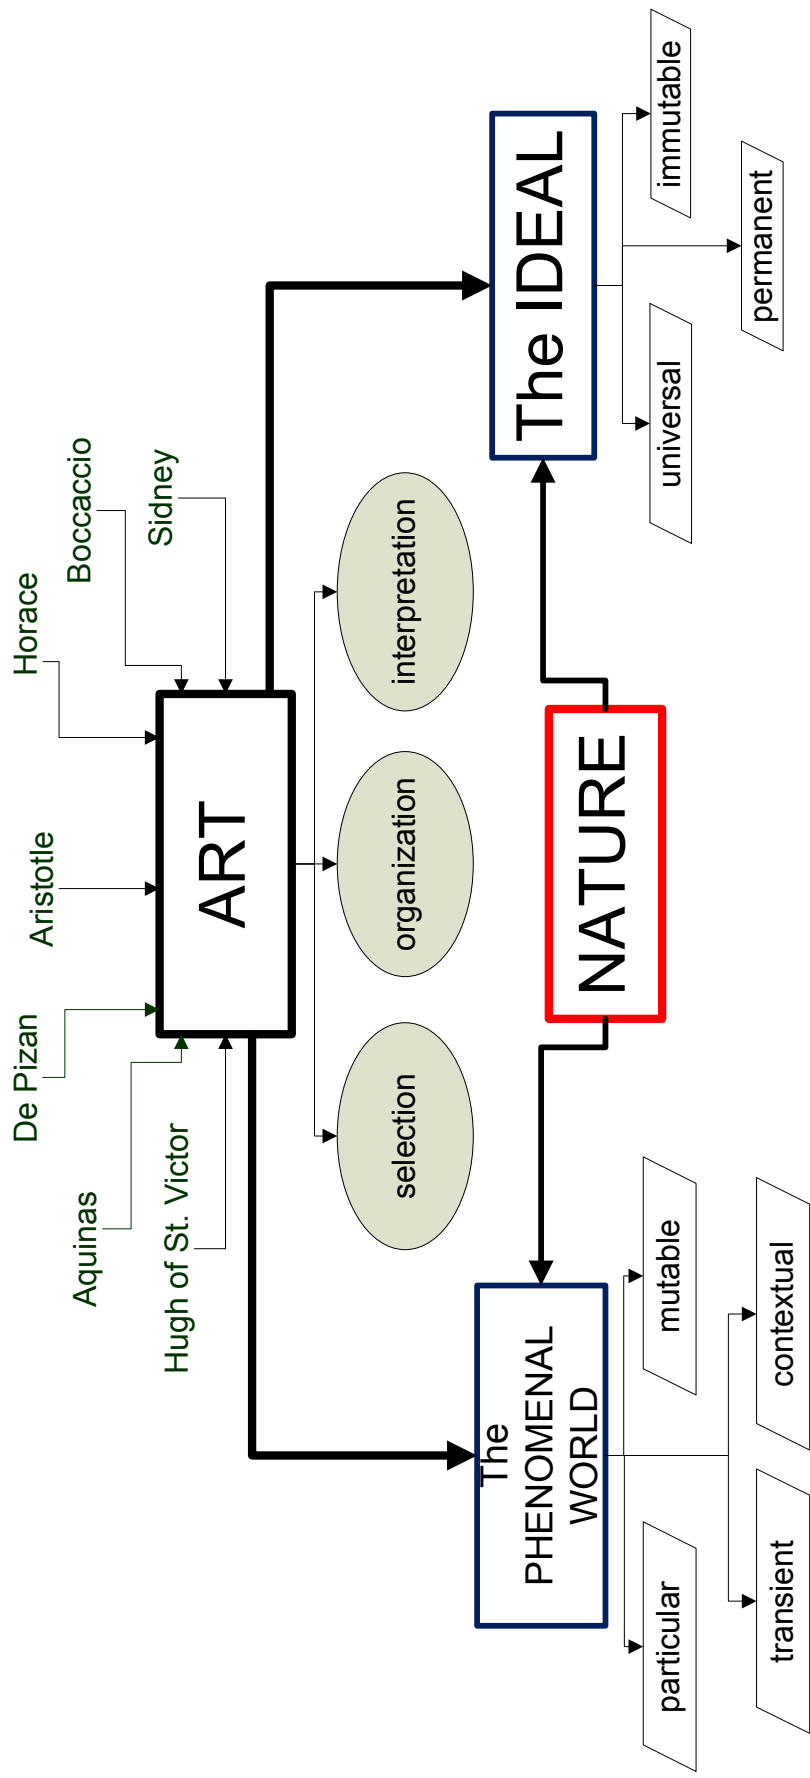 De Pizan
Aristotle
Horace
Aquinas
Boccaccio
Hugh of St. Victor
Sidney
ART
selection
organization
interpretation
The
PHENOMENAL
WORLD
NATURE
The IDEAL
particular
mutable
universal
immutable
transient
contextual
permanent